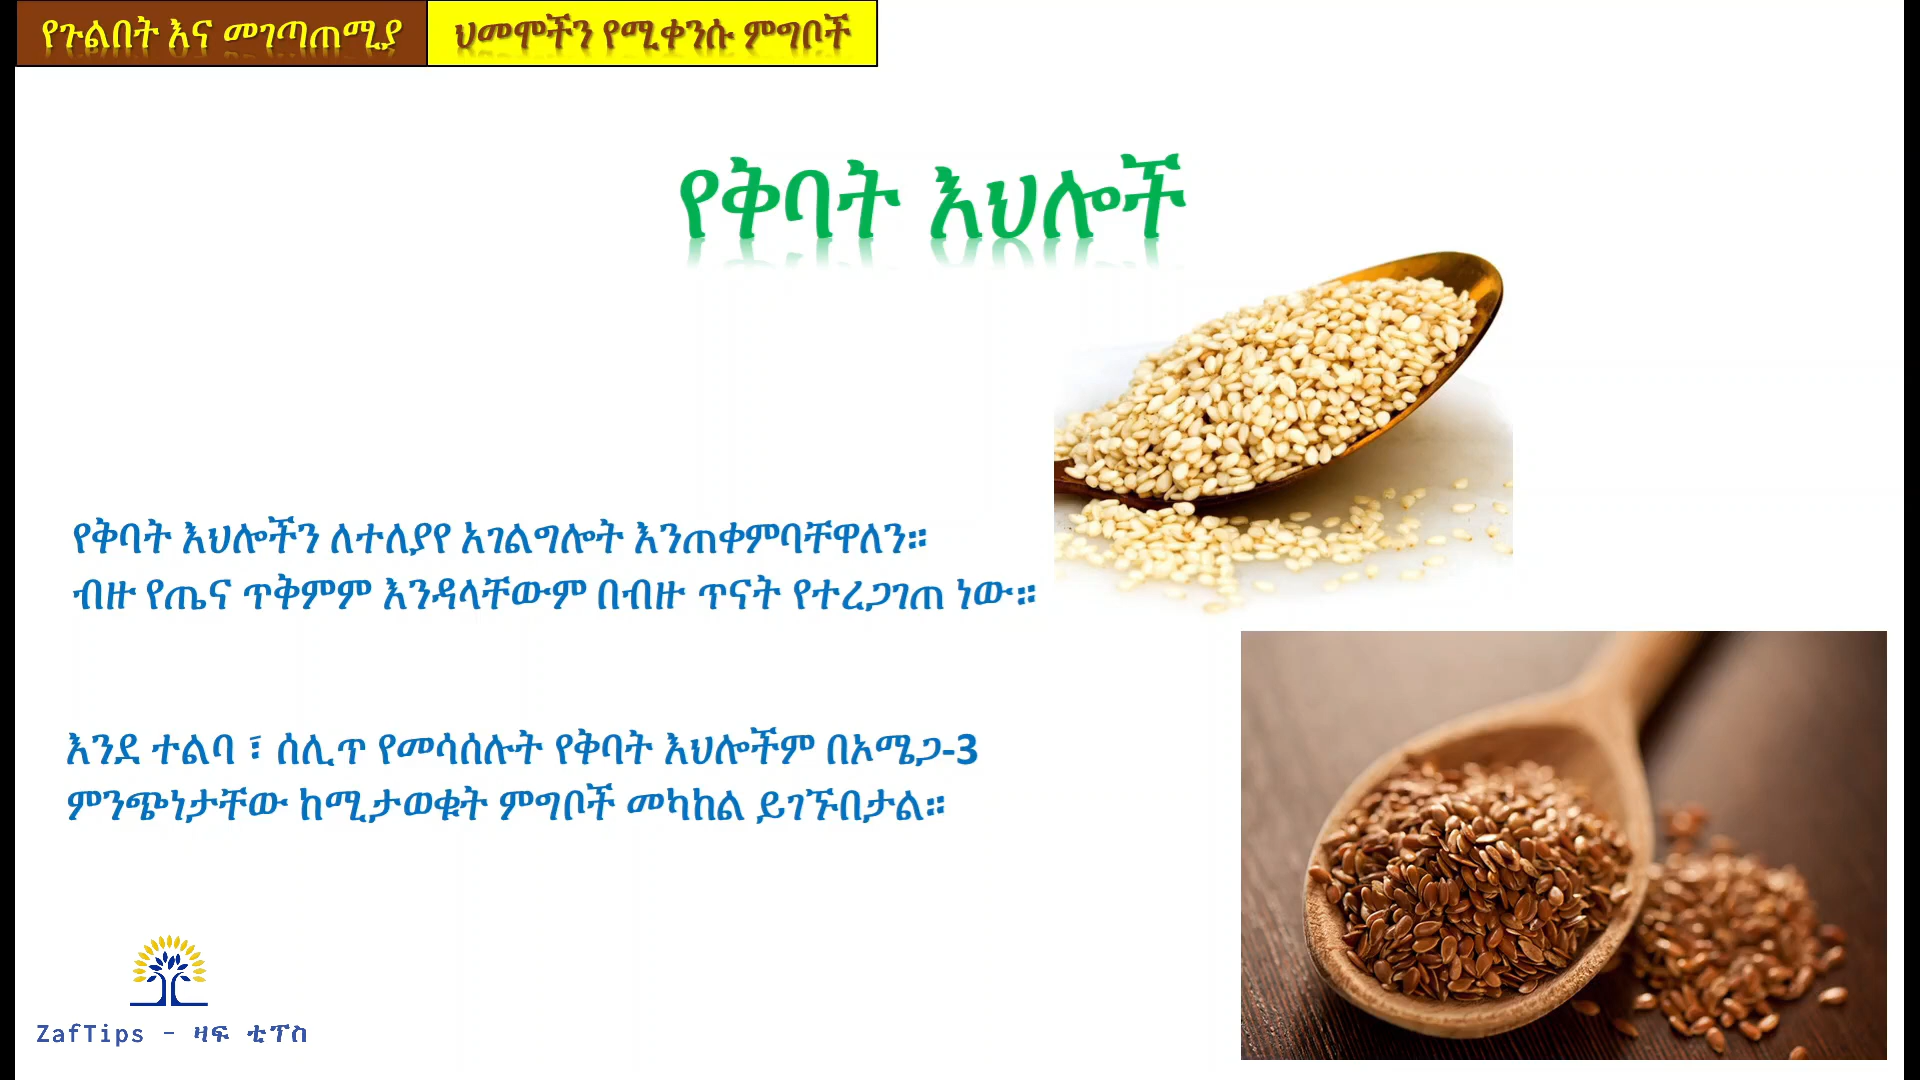 የጉልበት እና መገጣጠሚያ ህመሞችን የሚቀንሱ ምግቦች
የቅባት እህሎች
የቅባት እህሎችን ለተለያየ አገልግሎት እንጠቀምባቸዋለን።
ብዙ የጤና ጥቅምም እንዳላቸውም በብዙ ጥናት የተረጋገጠ ነው።
እንደ ተልባ ፣ ሰሊጥ የመሳሰሉት የቅባት እህሎችም በኦሜጋ-3
ምንጭነታቸው ከሚታወቁት ምግቦች መካከል ይገኙበታል።
ZafTips - ዛፍ ቲፕስ